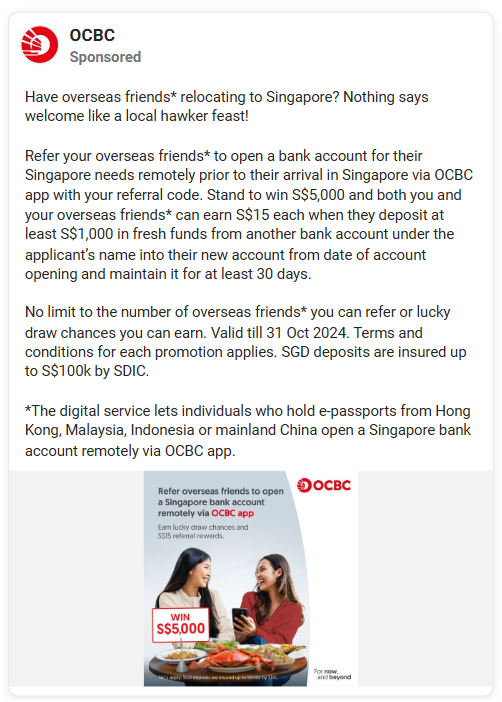 OCBC
Sponsored
Have overseas friends* relocating to Singapore? Nothing says
welcome like a local hawker feast!
Refer your overseas friends* to open a bank account for their
Singapore needs remotely prior to their arrival in Singapore via OCBC
app with your referral code. Stand to win S$5,000 and both you and
your overseas friends* can earn S$15 each when they deposit at
least S$1,000 in fresh funds from another bank account under the
applicant's name into their new account from date of account
opening and maintain it for at least 30 days.
No limit to the number of overseas friends* you can refer or lucky
draw chances you can earn. Valid till 31 Oct 2024. Terms and
conditions for each promotion applies. SGD deposits are insured up
to S$100k by SDIC.
*The digital service lets individuals who hold e-passports from Hong
Kong, Malaysia, Indonesia or mainland China open a Singapore bank
account remotely via OCBC app.
OCBC
Refer overseas friends to open
a Singapore bank account
remotely via OCBC app
Earn lucky draw chances and
S$15 referral rewards.
WIN
S$5,000
apply. SGD deposits are insured up to by SDIC.
For now,
and beyond